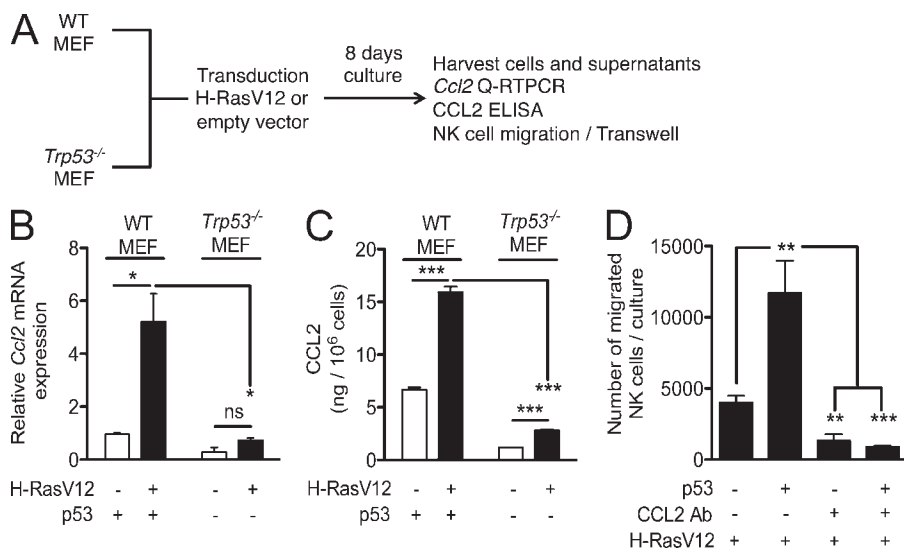 A
WT
MEF
Trp53-/-
MEF
Transduction
H-RasV12 or
empty vector
8 days
culture
Harvest cells and supernatants
Ccl2 Q-RTPCR
CCL2 ELISA
NK cell migration / Transwell
B
WT
MEF
Trp53-/-
MEF
Relative Ccl2 mRNA
expression
8
6
4
2
0
*
*
ns
H-RasV12 - + - +
p53 + + - -
C
WT
MEF
Trp53-/-
MEF
CCL2
(ng / 10^6 cells)
20
15
10
5
0
***
***
***
H-RasV12 - + - +
p53 + + - -
D
Number of migrated
NK cells / culture
15000
10000
5000
0
**
**
***
p53 - + - +
CCL2 Ab - - + +
H-RasV12 + + + +